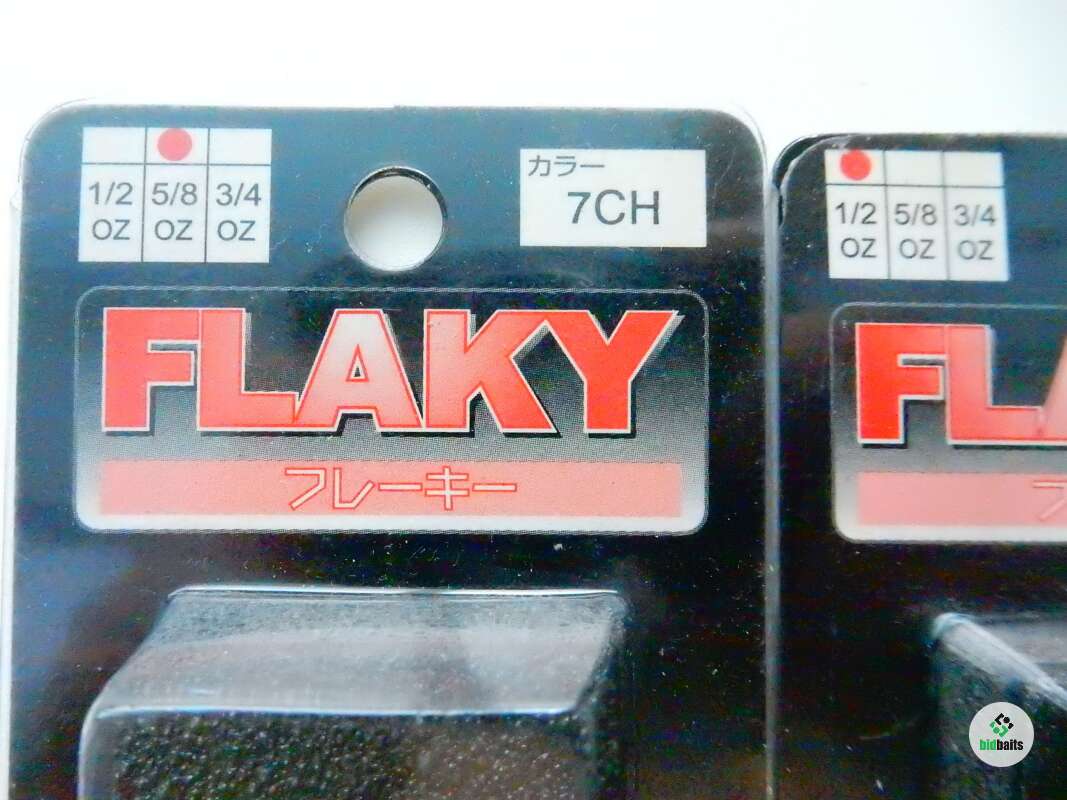 1/2 5/8 3/4
OZ OZ OZ
カラー
7CH
FLAKY
フレーキー
1/2 5/8 3/4
OZ OZ OZ
FL
bidbaits